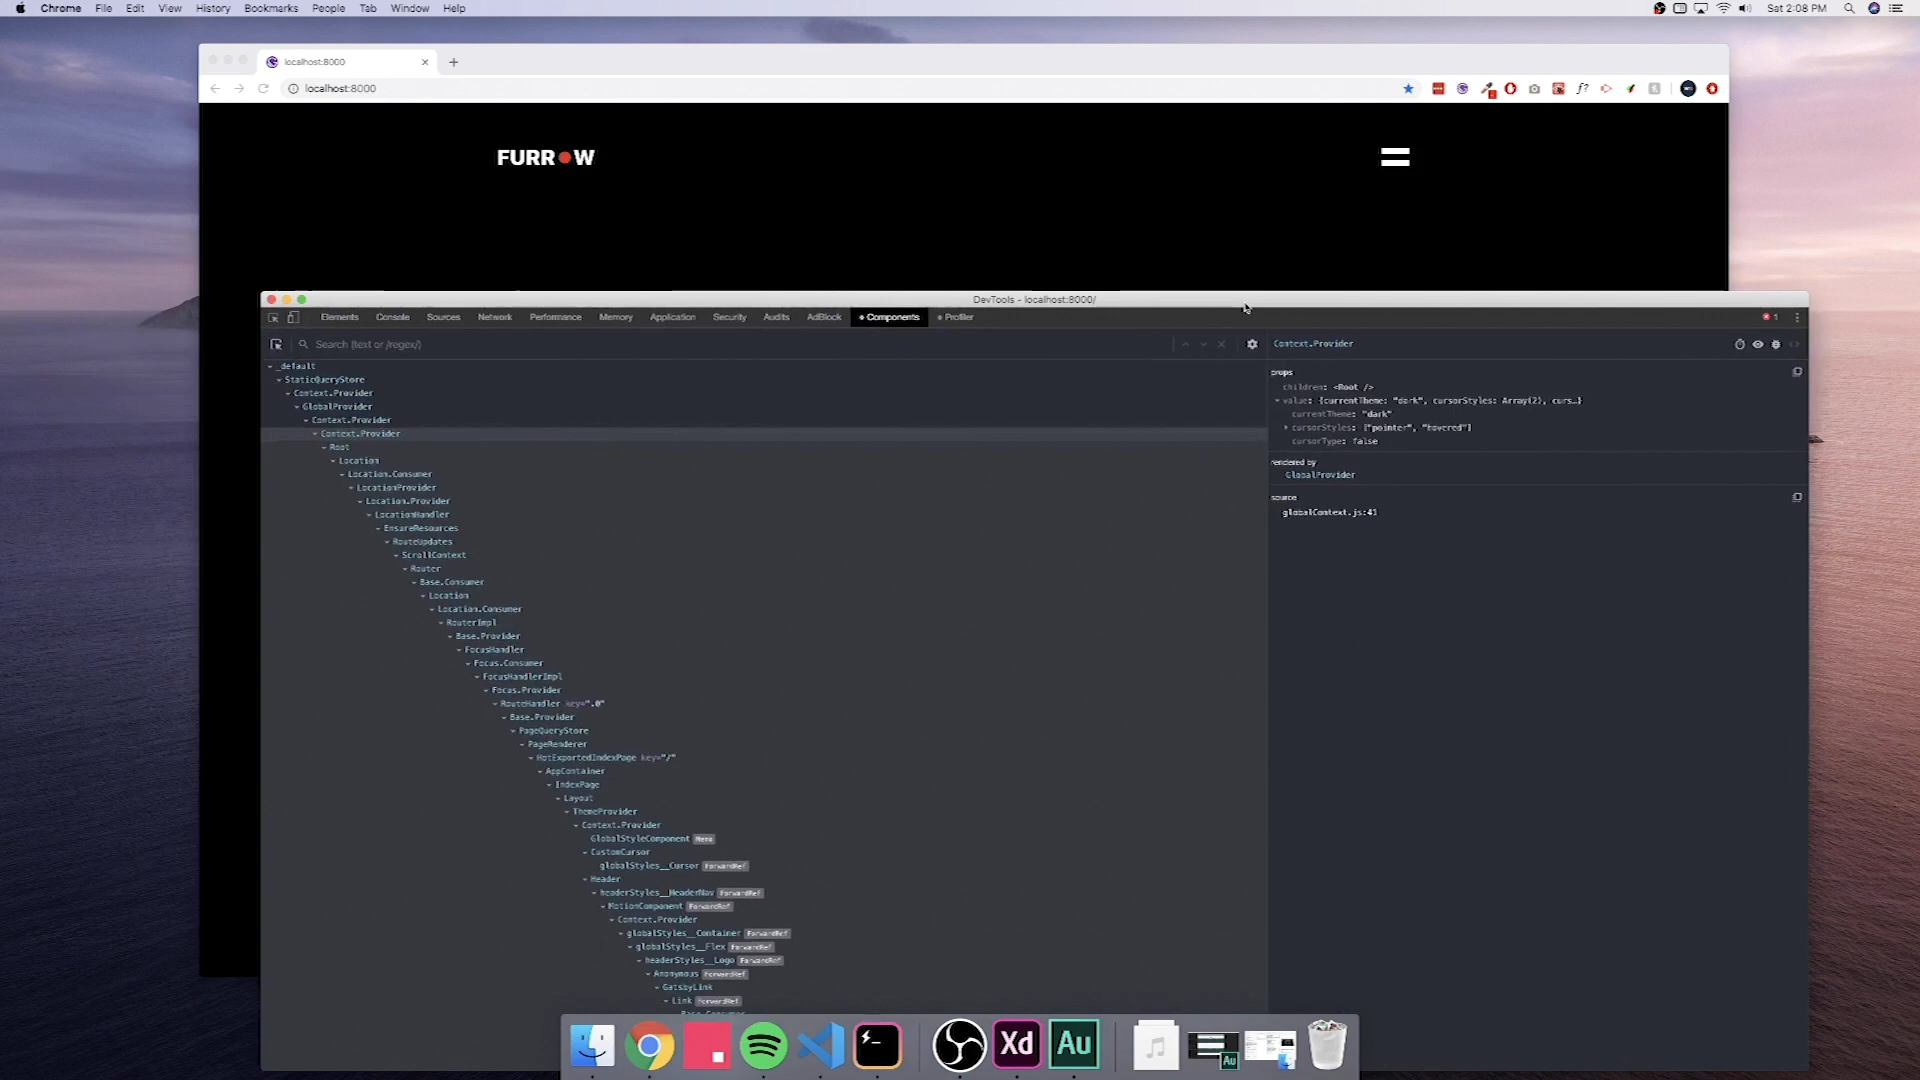 Chrome File Edit View History Bookmarks People Tab Window Help Sat 2:08 PM
localhost:8000
localhost:8000
f?
FURR W
DevTools - localhost:8000/
Elements Console Sources Network Performance Memory Application Security Audits AdBlock Components Profiler 1
Search (text or /regex/)
Context.Provider
_default
StaticQueryStore
Context.Provider
GlobalProvider
Context.Provider
Context.Provider
Root
Location
Location.Consumer
LocationProvider
Location.Provider
LocationHandler
EnsureResources
RouteUpdates
ScrollContext
Router
Base.Consumer
Location
Location.Consumer
RouterImpl
Base.Provider
FocusHandler
Focus.Consumer
FocusHandlerImpl
Focus.Provider
RouteHandler key=".0"
Base.Provider
PageQueryStore
PageRenderer
HotExportedIndexPage key="/"
AppContainer
IndexPage
Layout
ThemeProvider
Context.Provider
GlobalStyleComponent Memo
CustomCursor
globalStyles__Cursor ForwardRef
Header
headerStyles__HeaderNav ForwardRef
MotionComponent ForwardRef
Context.Provider
globalStyles__Container ForwardRef
globalStyles__Flex ForwardRef
headerStyles__Logo ForwardRef
Anonymous ForwardRef
GatsbyLink
Link ForwardRef
Base.Consumer
props
children: <Root />
value: {currentTheme: "dark", cursorStyles: Array(2), curs…}
currentTheme: "dark"
cursorStyles: ["pointer", "hovered"]
cursorType: false
rendered by
GlobalProvider
source
globalContext.js:41
Xd
Au
Au